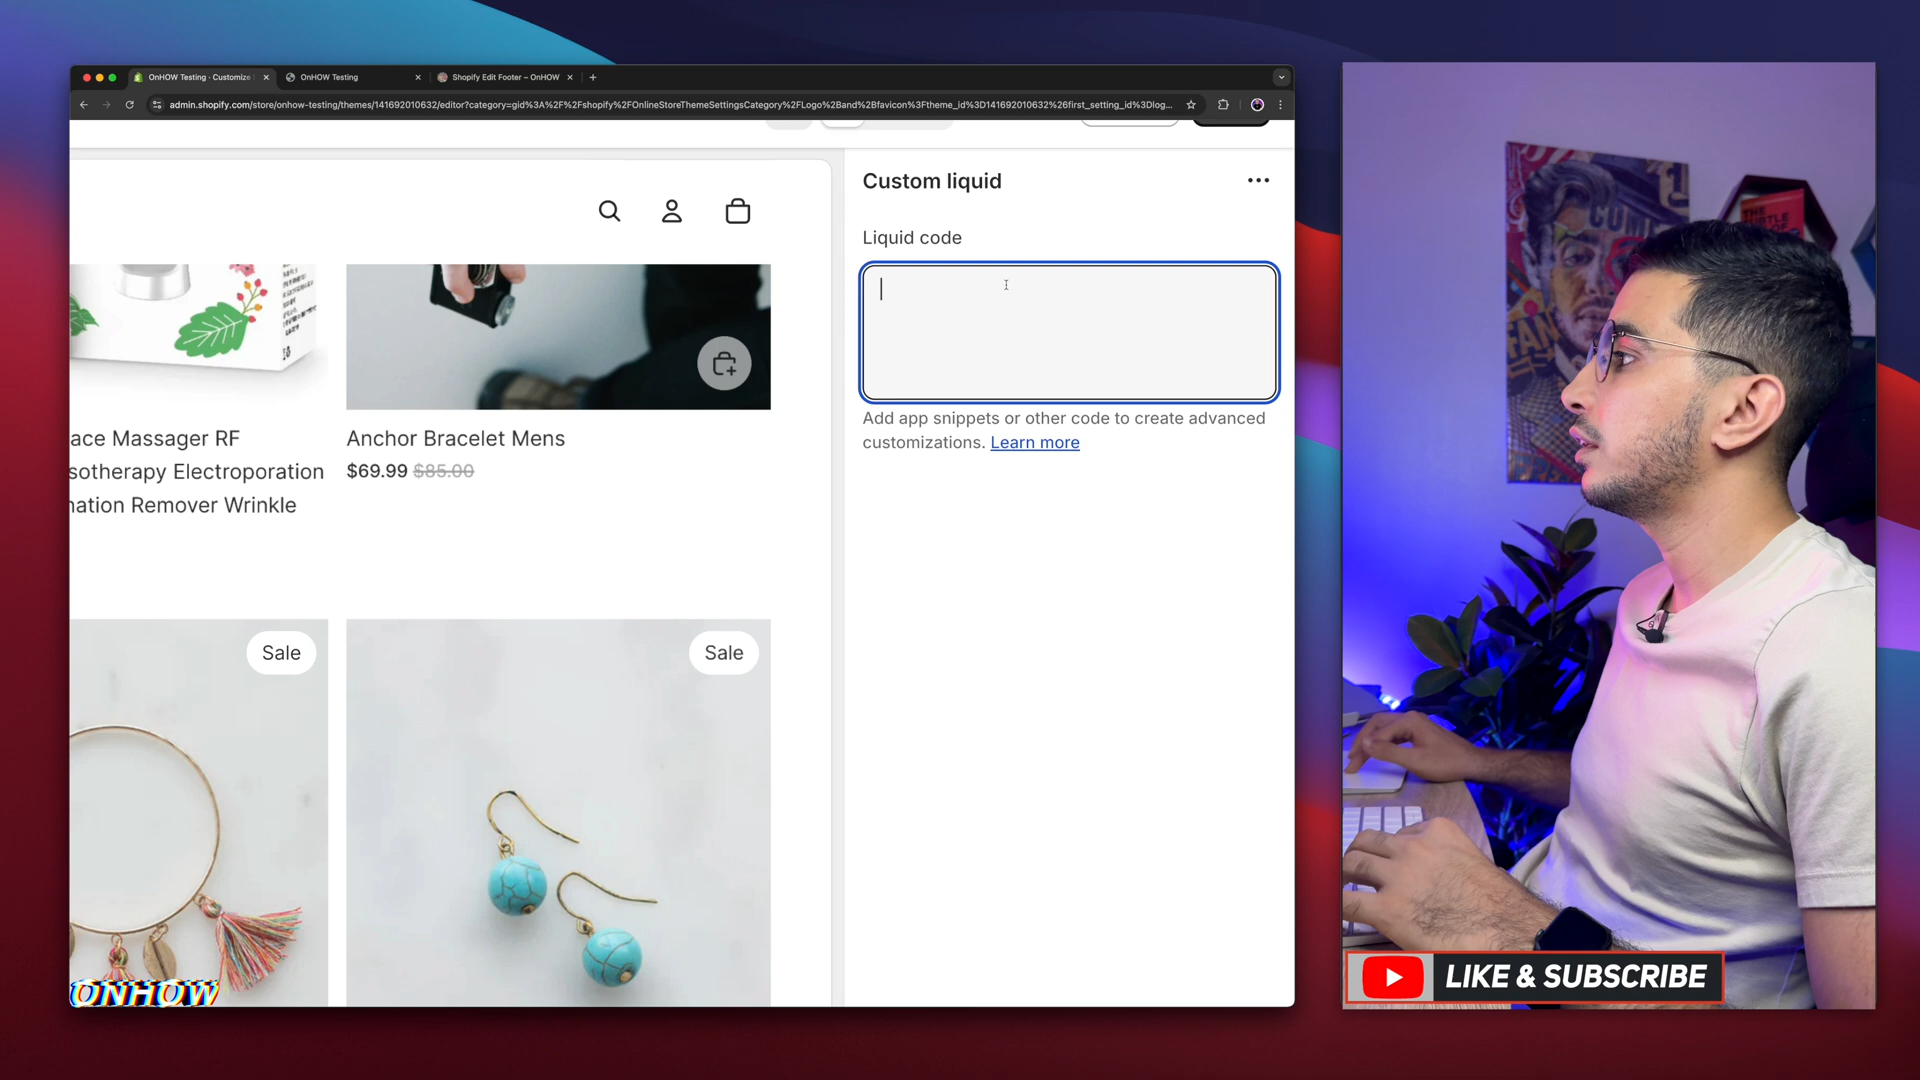 OnHOW Testing · Customize
OnHOW Testing
Shopify Edit Footer – OnHOW
admin.shopify.com/store/onhow-testing/themes/141692010632/editor?category=gid%3A%2F%2Fshopify%2FOnlineStoreThemeSettingsCategory%2FLogo%2Band%2Bfavicon%3Ftheme_id%3D141692010632%26first_setting_id%3Dlog...
Custom liquid
Liquid code
Add app snippets or other code to create advanced
customizations. Learn more
ace Massager RF
sotherapy Electroporation
nation Remover Wrinkle
Anchor Bracelet Mens
$69.99 $85.00
Sale
Sale
ONHOW
THE
SUBTLE
LIKE & SUBSCRIBE